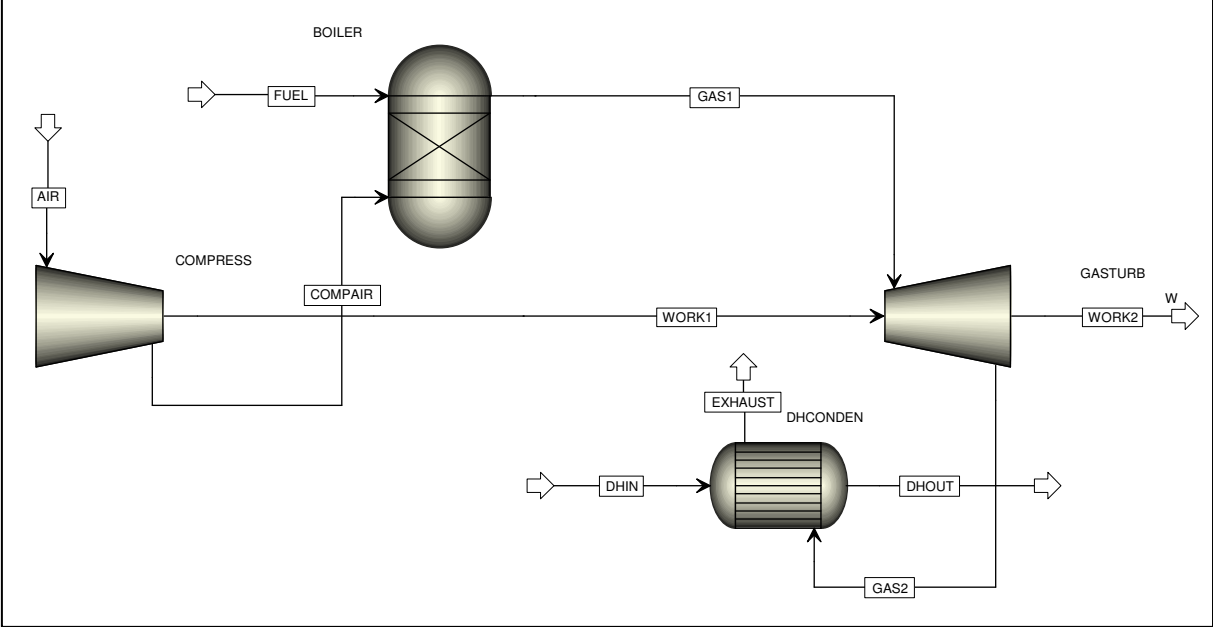 BOILER
FUEL
GAS1
AIR
COMPRESS
GASTURB
COMPAIR
W
WORK1
WORK2
EXHAUST
DHCONDEN
DHIN
DHOUT
GAS2